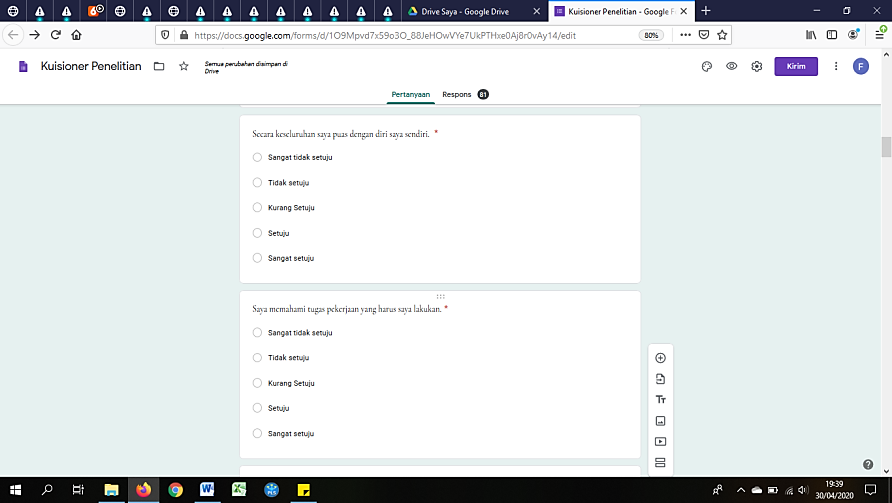 Drive Saya - Google Drive
Kuisioner Penelitian - Google F
https://docs.google.com/forms/d/1O9Mpvd7x59o3O_88JeHOwVYe7UkPTHxe0Aj8r0vAy14/edit
80%
Kuisioner Penelitian
Semua perubahan disimpan di
Drive
Kirim
F
Pertanyaan
Respons
81
Secara keseluruhan saya puas dengan diri saya sendiri. *
Sangat tidak setuju
Tidak setuju
Kurang Setuju
Setuju
Sangat setuju
Saya memahami tugas pekerjaan yang harus saya lakukan. *
Sangat tidak setuju
Tidak setuju
Kurang Setuju
Setuju
Sangat setuju
19:39
30/04/2020